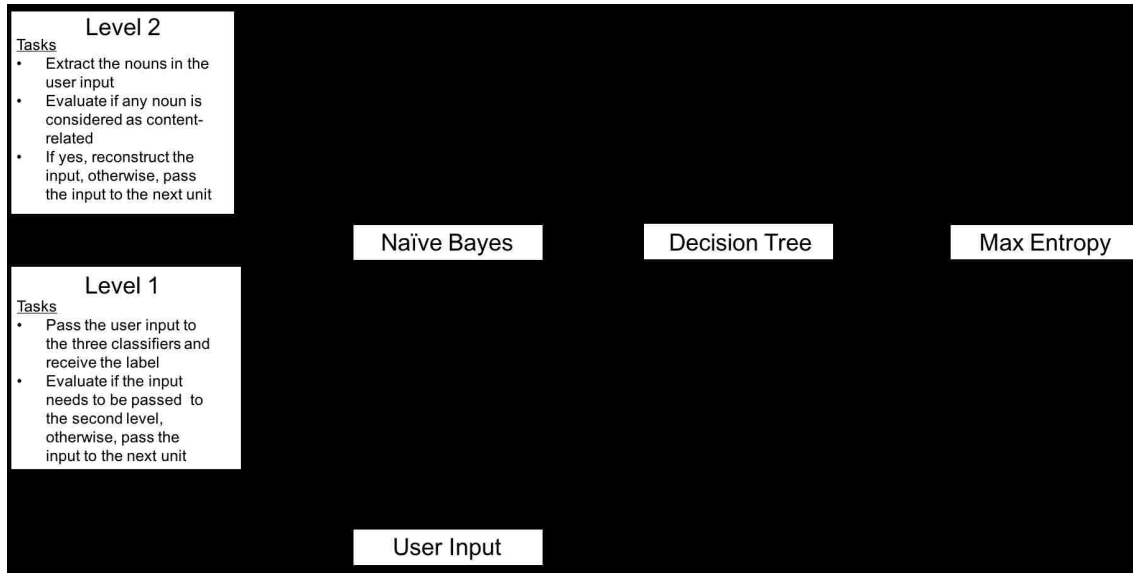 Level 2
Tasks
• Extract the nouns in the
user input
• Evaluate if any noun is
considered as content-
related
• If yes, reconstruct the
input, otherwise, pass
the input to the next unit
Naïve Bayes
Decision Tree
Max Entropy
Level 1
Tasks
• Pass the user input to
the three classifiers and
receive the label
• Evaluate if the input
needs to be passed to
the second level,
otherwise, pass the
input to the next unit
User Input